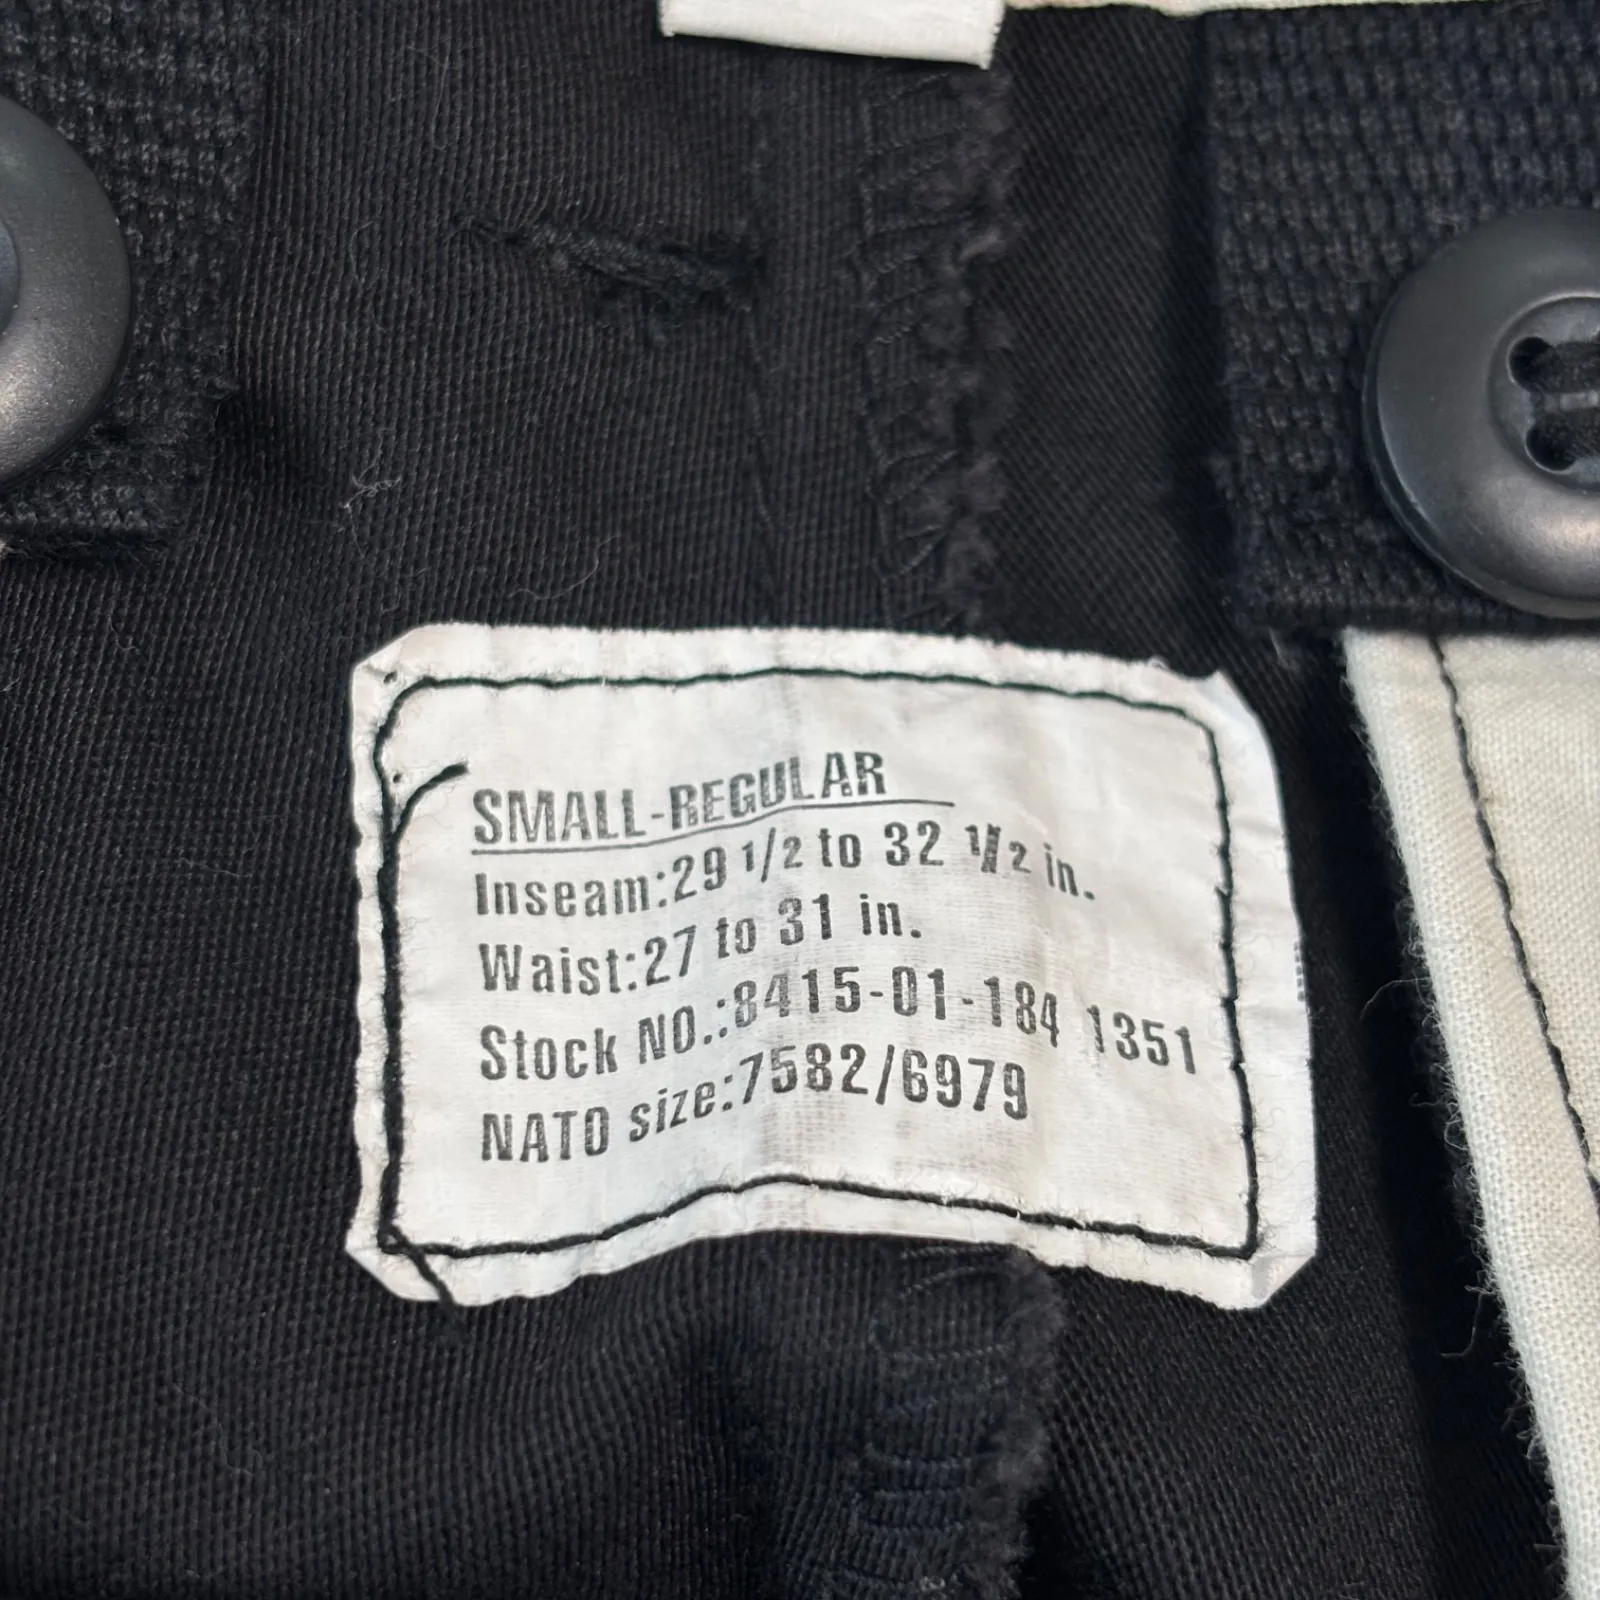 SMALL-REGULAR
Inseam:29 1/2 to 32 1/2 in.
Waist:27 to 31 in.
Stock NO.:8415-01-184 1351
NATO size:7582/6979